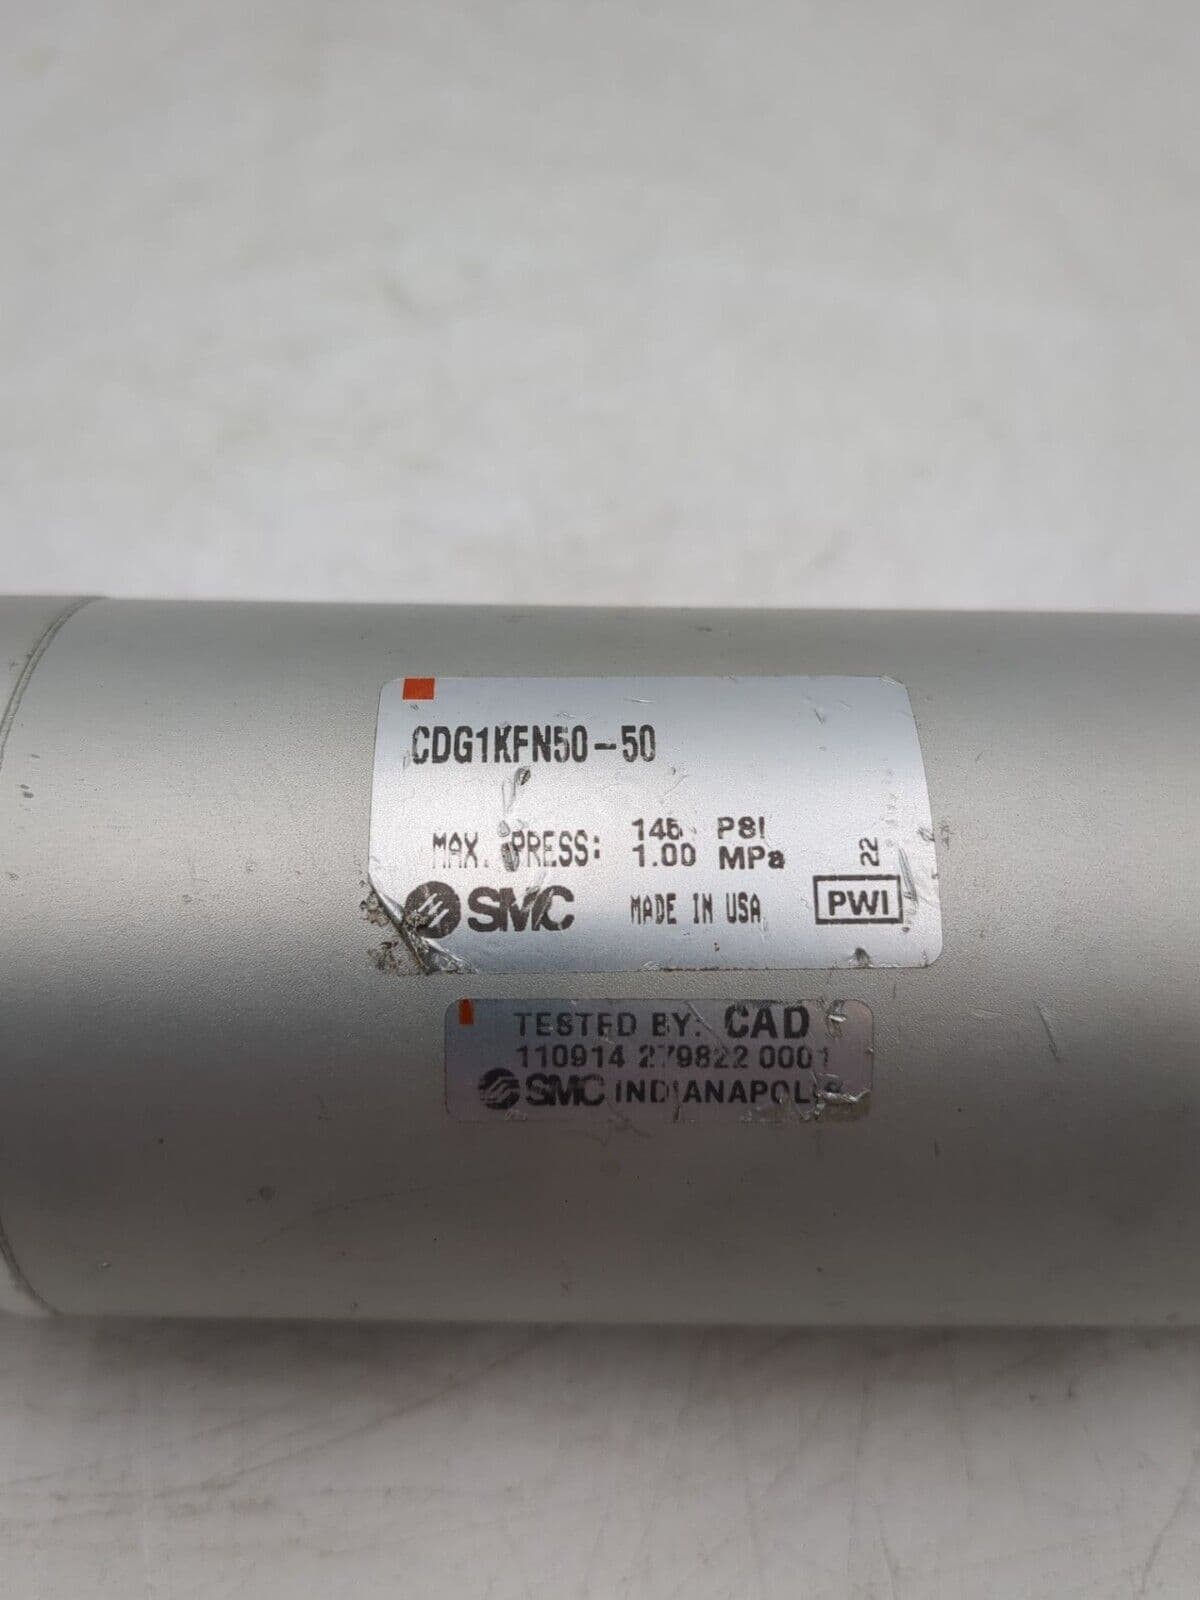 CDG1KFN50-50
MAX. PRESS: 145 PSI
1.00 MPa
22
SMC MADE IN USA PWI
TESTED BY: CAD
110914 279822 0001
SMC INDIANAPOLIS